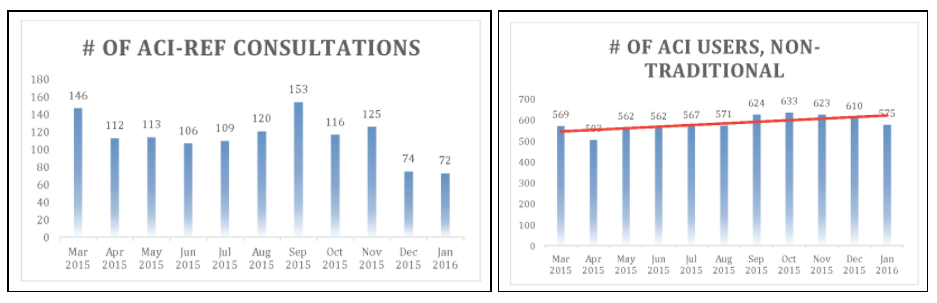 # OF ACI-REF CONSULTATIONS
180
160
140
120
100
80
60
40
20
0
146 112 113 106 109 120 153 116 125 74 72
Mar Apr May Jun Jul Aug Sep Oct Nov Dec Jan
2015 2015 2015 2015 2015 2015 2015 2015 2015 2015 2016
# OF ACI USERS, NON-
TRADITIONAL
700
600
500
400
300
200
100
0
569 562 562 567 571 624 633 623 610 575
Mar Apr May Jun Jul Aug Sep Oct Nov Dec Jan
2015 2015 2015 2015 2015 2015 2015 2015 2015 2015 2016